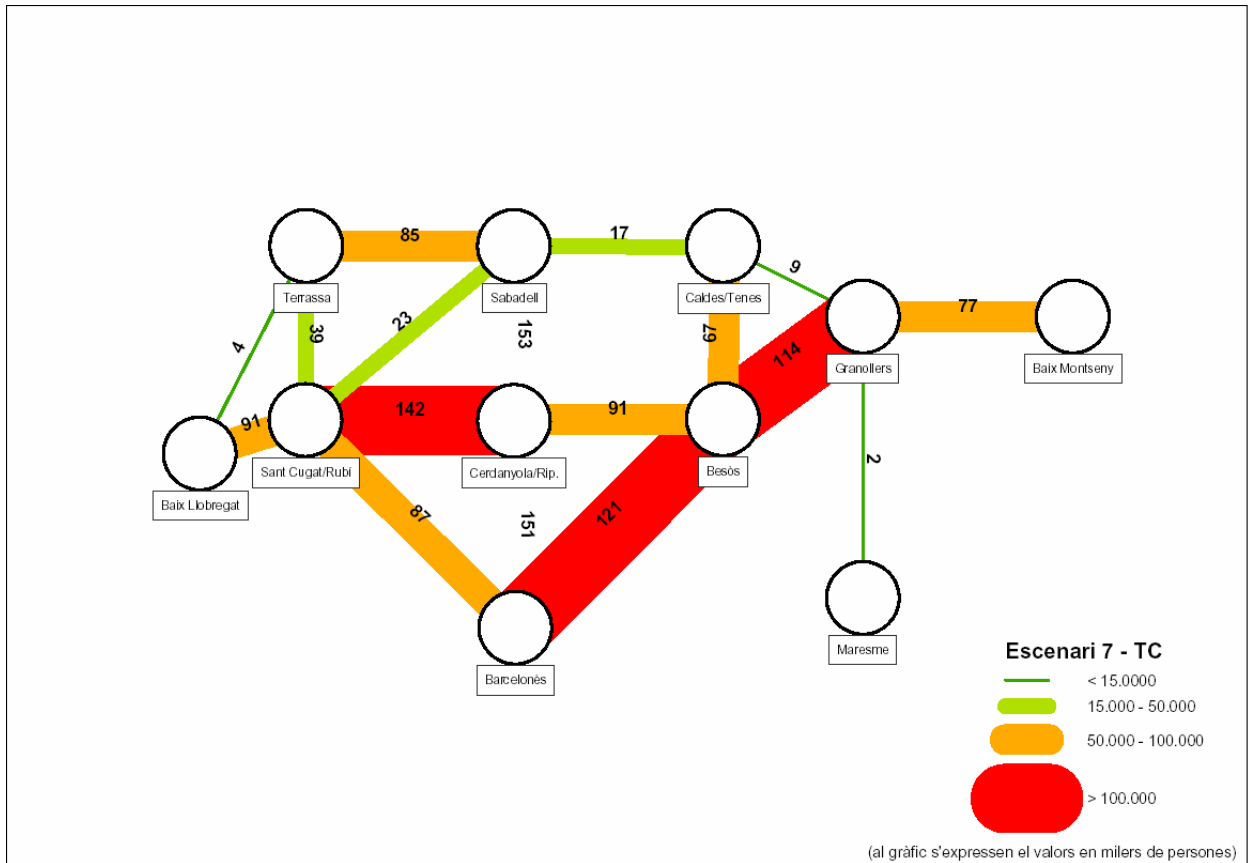 85
17
9
Terrassa
Sabadell
Caldes/Tenes
77
4
39
23
153
79
114
Granollers
Baix Montseny
91
142
91
Sant Cugat/Rubí
Cerdanyola/Rip.
Besòs
2
Baix Llobregat
87
151
121
Barcelonès
Maresme
Escenari 7 - TC
< 15.0000
15.000 - 50.000
50.000 - 100.000
> 100.000
(al gràfic s'expressen el valors en milers de persones)